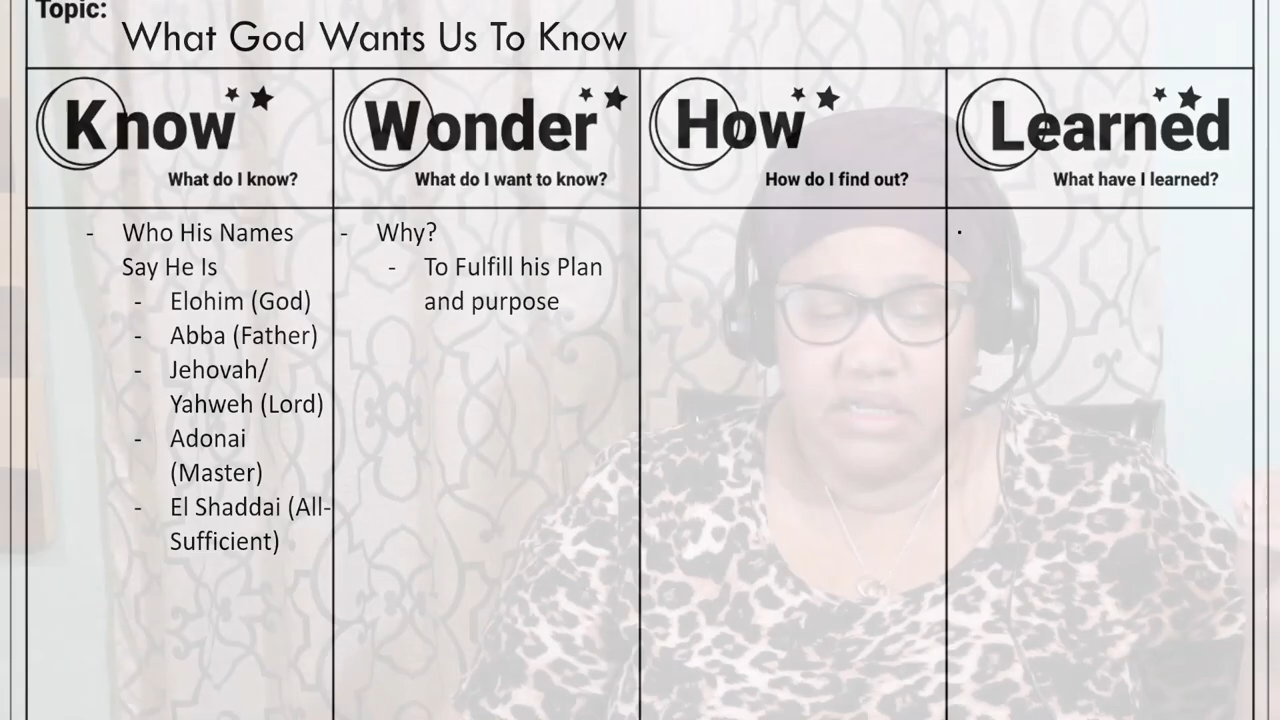 Topic:
What God Wants Us To Know
Know
What do I know?
Wonder
What do I want to know?
How
How do I find out?
Learned
What have I learned?
- Who His Names
Say He Is
- Elohim (God)
- Abba (Father)
- Jehovah/
Yahweh (Lord)
- Adonai
(Master)
- El Shaddai (All-
Sufficient)
- Why?
- To Fulfill his Plan
and purpose
.